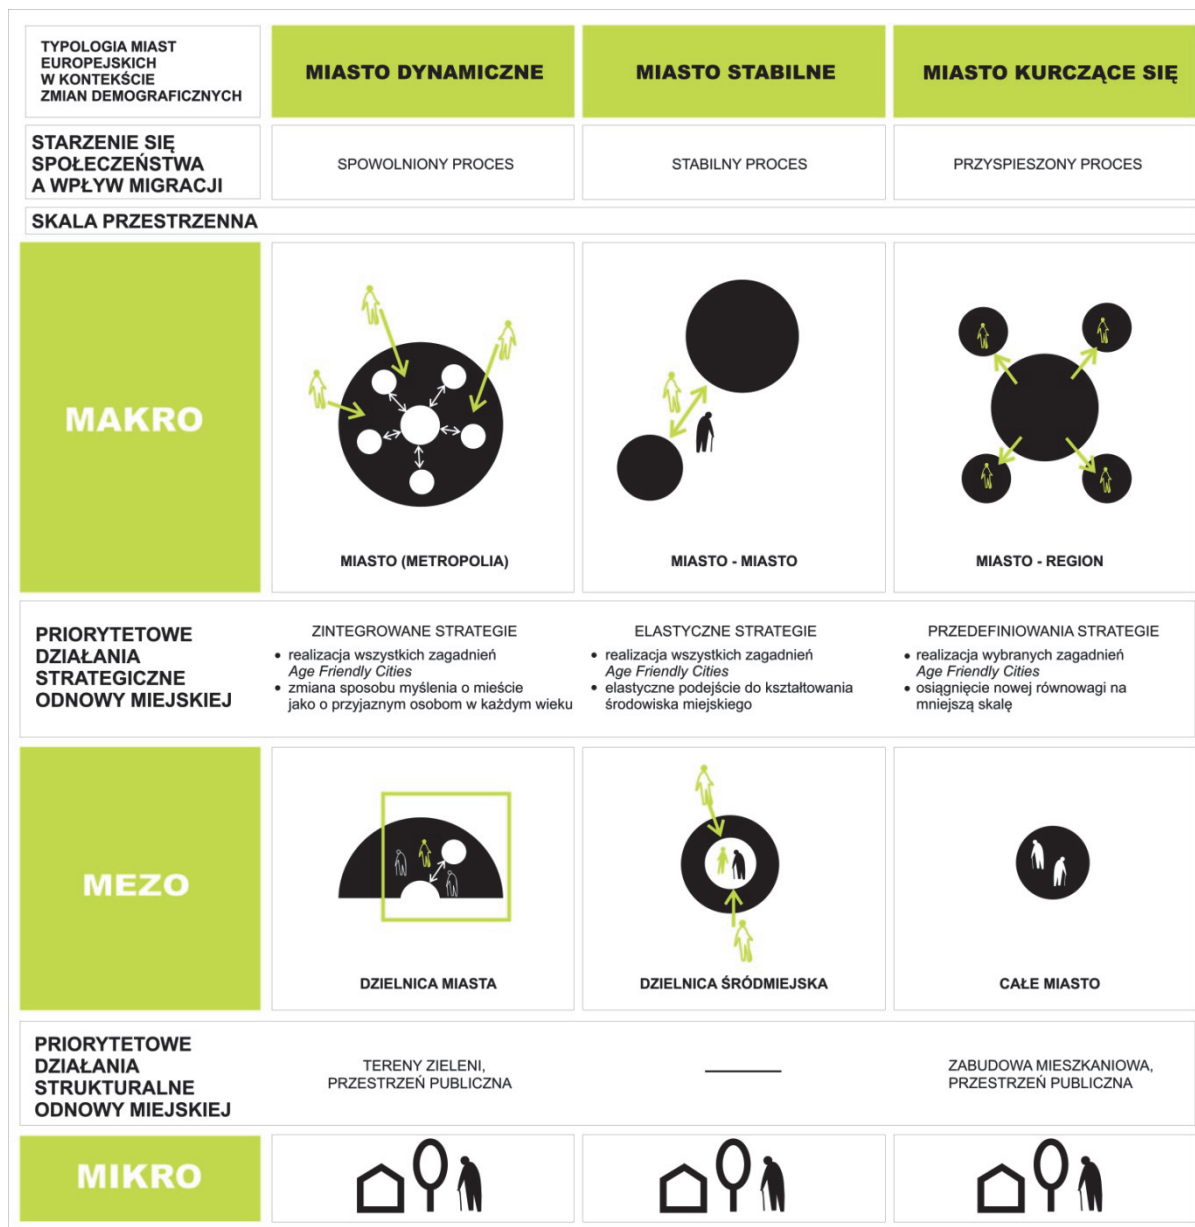 TYPOLOGIA MIAST
EUROPEJSKICH
W KONTEKŚCIE
ZMIAN DEMOGRAFICZNYCH
MIASTO DYNAMICZNE
MIASTO STABILNE
MIASTO KURCZĄCE SIĘ
STARZENIE SIĘ
SPOŁECZEŃSTWA
A WPŁYW MIGRACJI
SPOWOLNIONY PROCES
STABILNY PROCES
PRZYSPIESZONY PROCES
SKALA PRZESTRZENNA
MAKRO
MIASTO (METROPOLIA)
MIASTO - MIASTO
MIASTO - REGION
PRIORYTETOWE
DZIAŁANIA
STRATEGICZNE
ODNOWY MIEJSKIEJ
ZINTEGROWANE STRATEGIE
• realizacja wszystkich zagadnień
Age Friendly Cities
• zmiana sposobu myślenia o mieście
jako o przyjaznym osobom w każdym wieku
ELASTYCZNE STRATEGIE
• realizacja wszystkich zagadnień
Age Friendly Cities
• elastyczne podejście do kształtowania
środowiska miejskiego
PRZEDEFINIOWANIA STRATEGIE
• realizacja wybranych zagadnień
Age Friendly Cities
• osiągnięcie nowej równowagi na
mniejszą skalę
MEZO
DZIELNICA MIASTA
DZIELNICA ŚRÓDMIEJSKA
CAŁE MIASTO
PRIORYTETOWE
DZIAŁANIA
STRUKTURALNE
ODNOWY MIEJSKIEJ
TERENY ZIELENI,
PRZESTRZEŃ PUBLICZNA
ZABUDOWA MIESZKANIOWA,
PRZESTRZEŃ PUBLICZNA
MIKRO